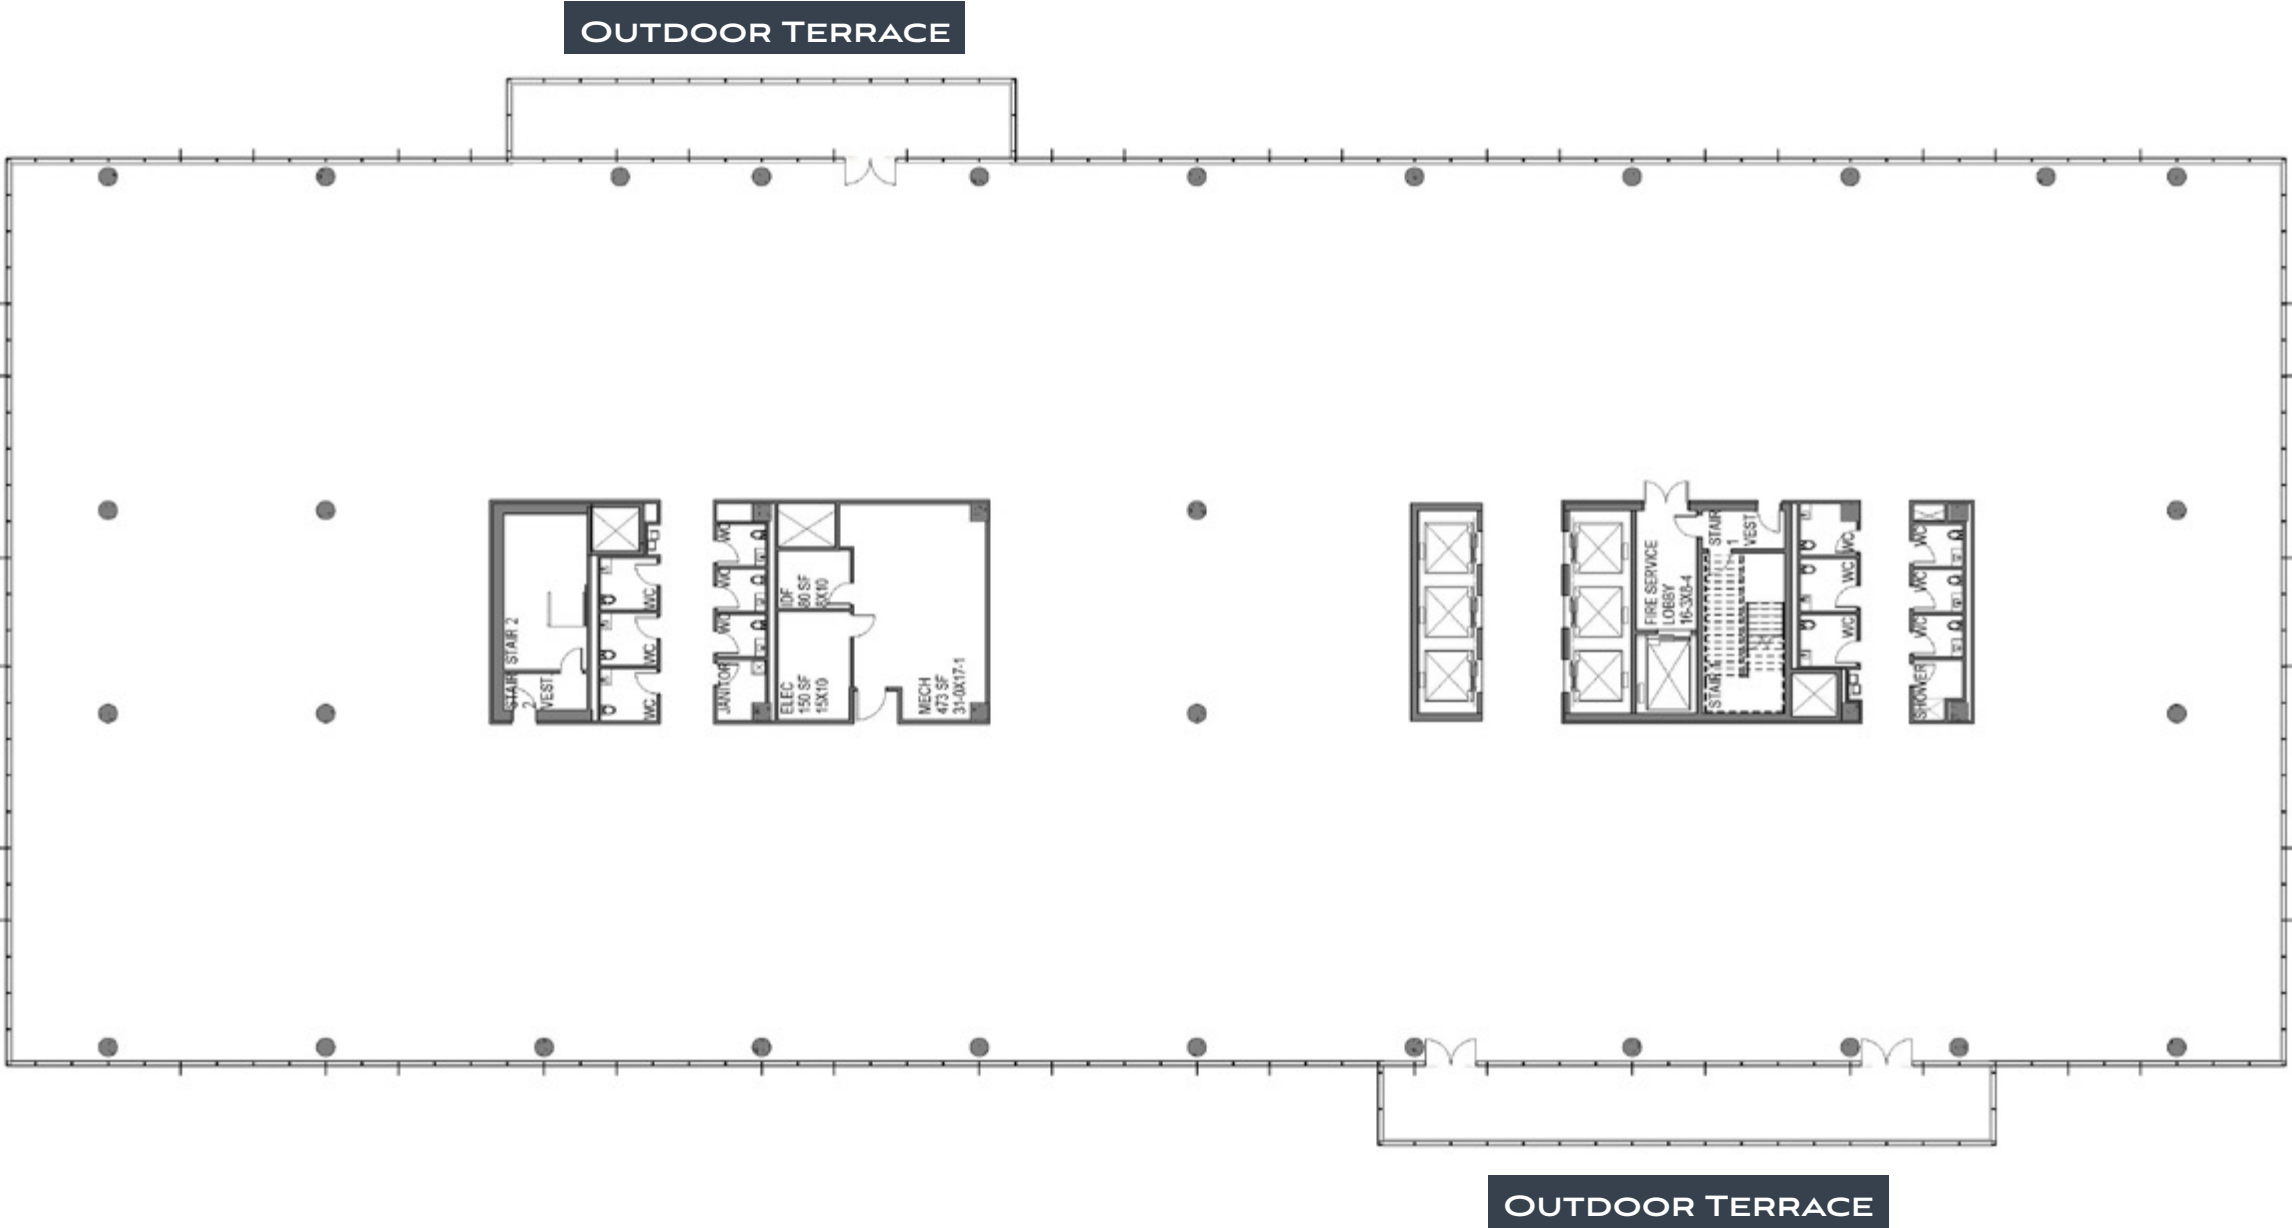 OUTDOOR TERRACE
STAIR 2
STAIR
2
VEST
WC
WC
WC
WC
WC
WC
JANITOR
IDF
80 SF
8X10
ELEC
150 SF
15X10
MECH
473 SF
31-0X17-1
FIRE SERVICE
LOBBY
16-3X8-4
STAIR
1
VEST
STAIR 1
WC
WC
WC
WC
WC
WC
SHOWER
OUTDOOR TERRACE